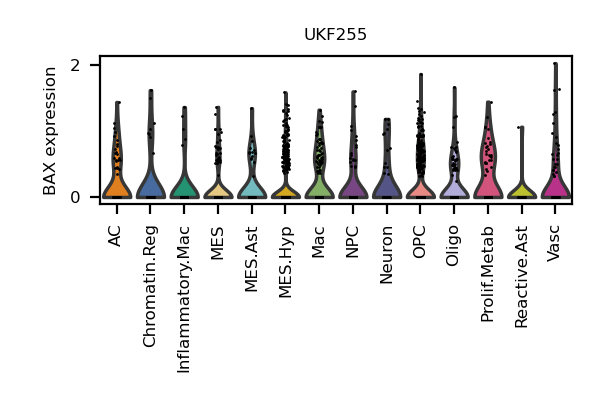 UKF255
BAX expression
2
0
AC
Chromatin.Reg
Inflammatory.Mac
MES
MES.Ast
MES.Hyp
Mac
NPC
Neuron
OPC
Oligo
Prolif.Metab
Reactive.Ast
Vasc